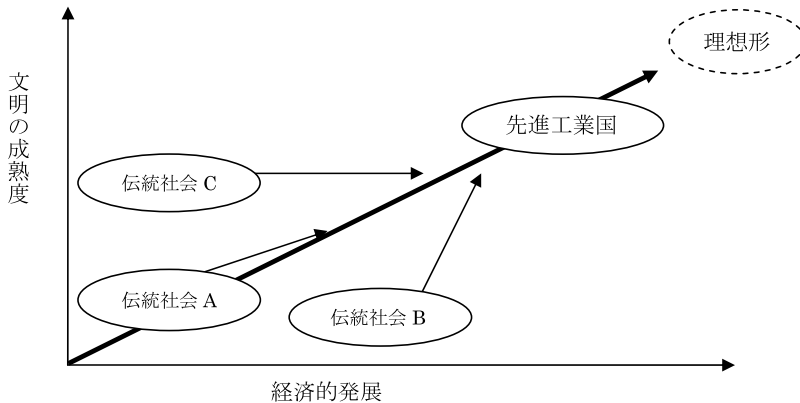 理想形
文明の成熟度
先進工業国
伝統社会 C
伝統社会 A
伝統社会 B
経済的発展